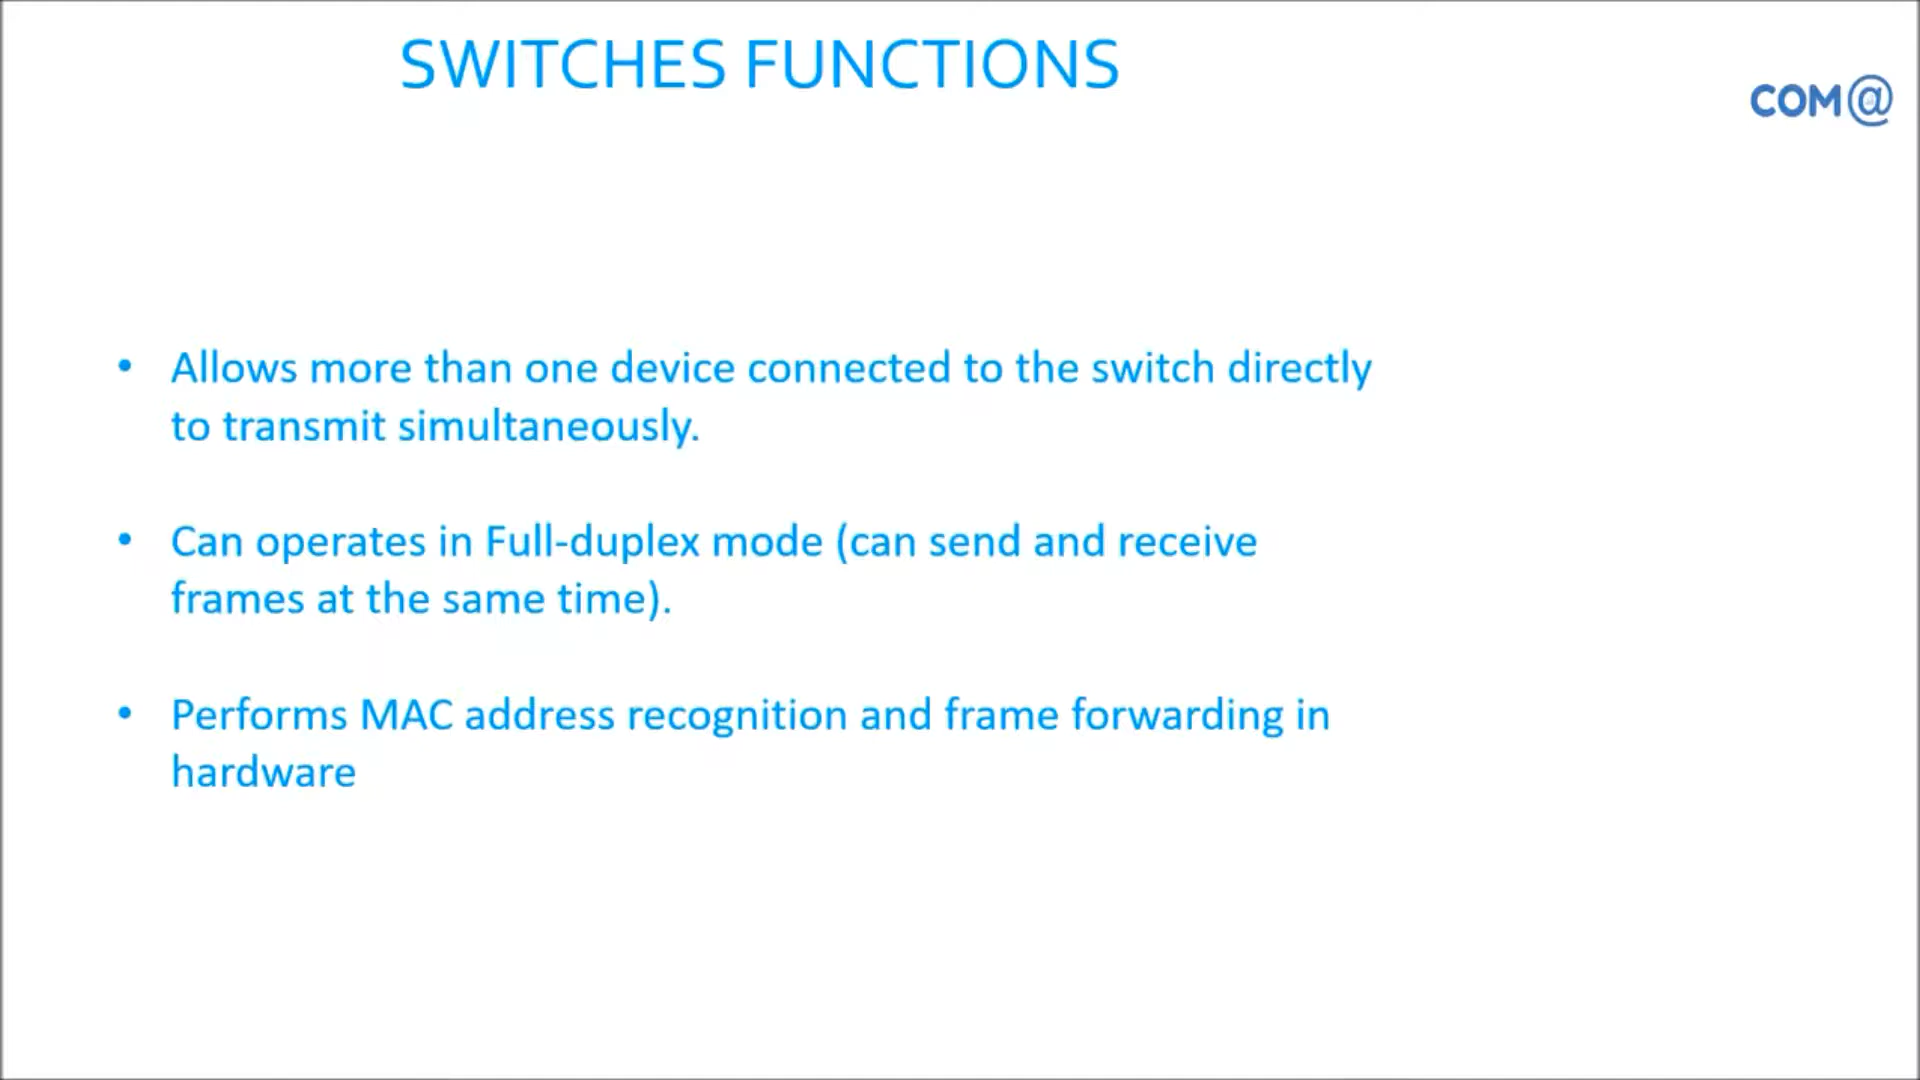 SWITCHES FUNCTIONS
COM@
• Allows more than one device connected to the switch directly
to transmit simultaneously.
• Can operates in Full-duplex mode (can send and receive
frames at the same time).
• Performs MAC address recognition and frame forwarding in
hardware